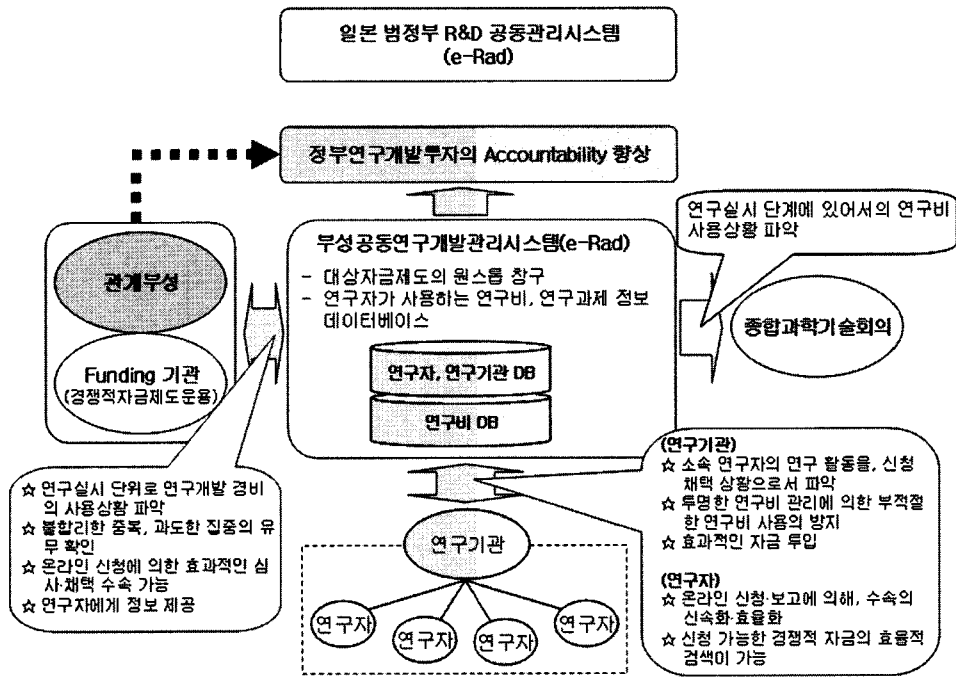 일본 범정부 R&D 공동관리시스템
(e-Rad)
정부연구개발투자의 Accountability 향상
연구실시 단계에 있어서의 연구비
사용상황 파악
관계부성
Funding 기관
(경쟁적자금제도운용)
부성공동연구개발관리시스템(e-Rad)
- 대상자금제도의 원스톱 창구
- 연구자가 사용하는 연구비, 연구과제 정보
데이터베이스
연구자, 연구기관 DB
연구비 DB
종합과학기술회의
☆ 연구실시 단위로 연구개발 경비
의 사용상황 파악
☆ 불합리한 중복, 과도한 집중의 유
무 확인
☆ 온라인 신청에 의한 효과적인 심
사·채택 수속 가능
☆ 연구자에게 정보 제공
(연구기관)
☆ 소속 연구자의 연구 활동을, 신청
채택 상황으로서 파악
☆ 투명한 연구비 관리에 의한 부적절
한 연구비 사용의 방지
☆ 효과적인 자금 투입
(연구자)
☆ 온라인 신청·보고에 의해, 수속의
신속화·효율화
☆ 신청 가능한 경쟁적 자금의 효율적
검색이 가능
연구기관
연구자
연구자
연구자
연구자